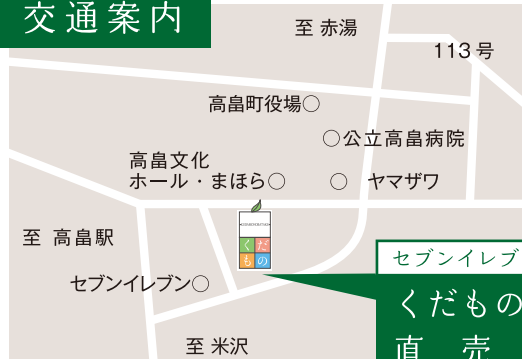 交通案内
至 赤湯
113号
高畠町役場○
○公立高畠病院
高畠文化
ホール・まほら○
○ ヤマザワ
くだ
もの
至 高畠駅
セブンイレブン○
セブンイレブ
くだもの
直 売
至 米沢